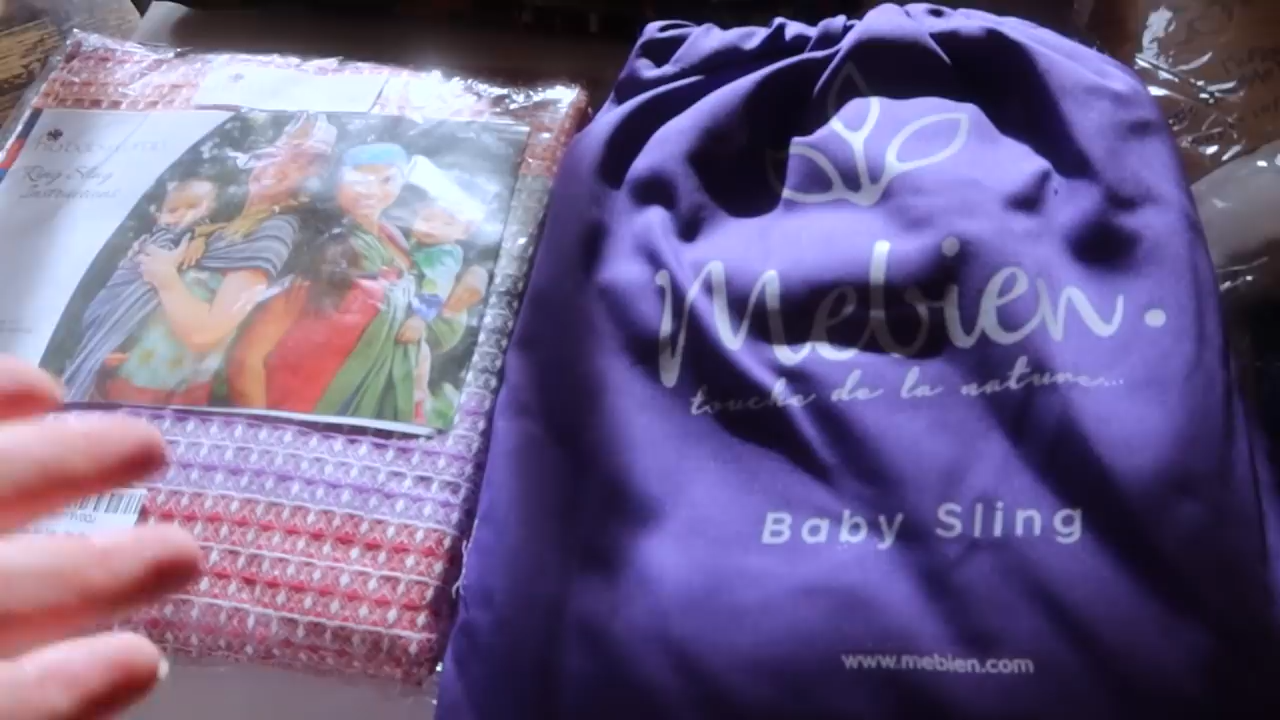 Ring Sling
Instructions
Mebien.
touche de la nature...
Baby Sling
www.mebien.com